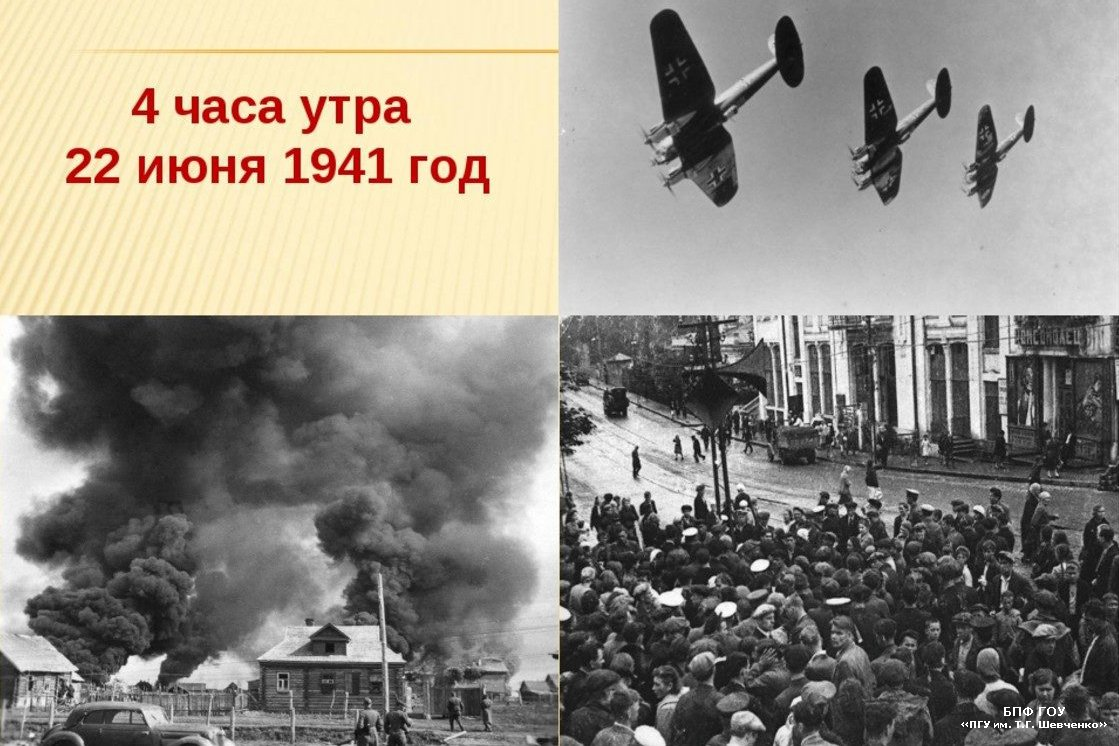 4 часа утра
22 июня 1941 год
БПФ ГОУ
«ПГУ им. Т.Г. Шевченко»